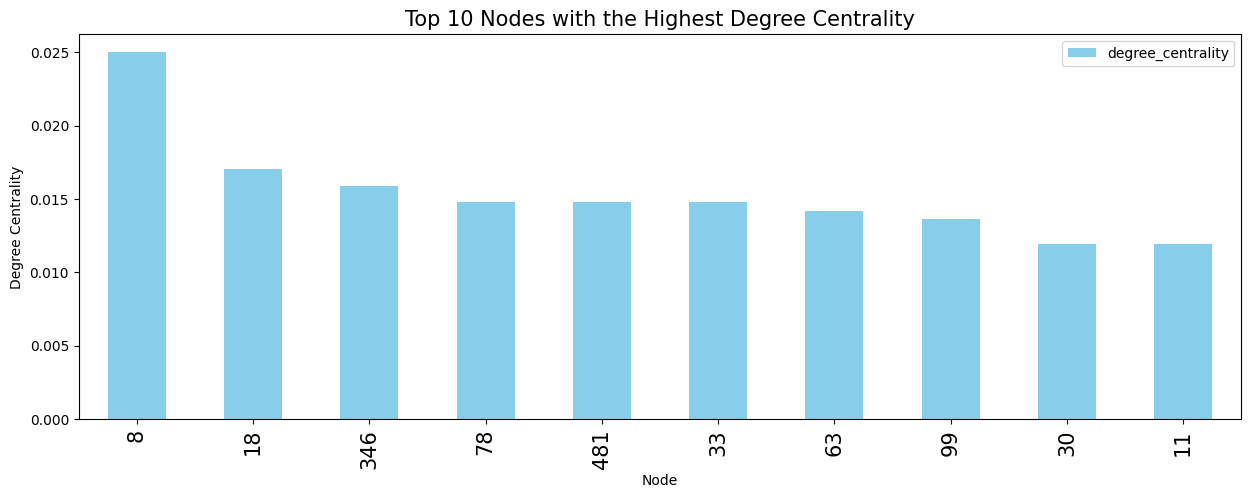 Top 10 Nodes with the Highest Degree Centrality
degree_centrality
Degree Centrality
0.025
0.020
0.015
0.010
0.005
0.000
8 18 346 78 481 33 63 99 30 11
Node